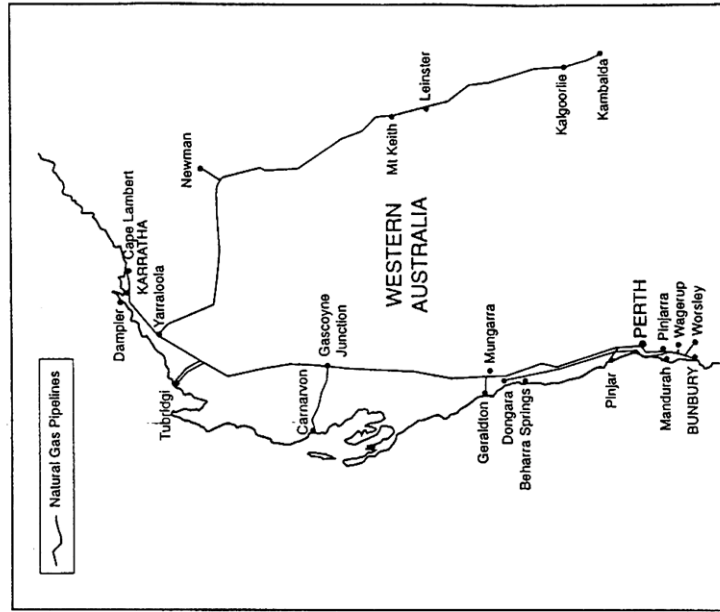 Natural Gas Pipelines
Dampier
Cape Lambert
KARRATHA
Yarraloola
Tubridgi
Newman
Carnarvon
Gascoyne
Junction
WESTERN
AUSTRALIA
Mt Keith
Leinster
Geraldton
Mungarra
Dongara
Beharra Springs
Kalgoorlie
Kambalda
Pinjar
PERTH
Mandurah
Pinjarra
Wagerup
BUNBURY
Worsley